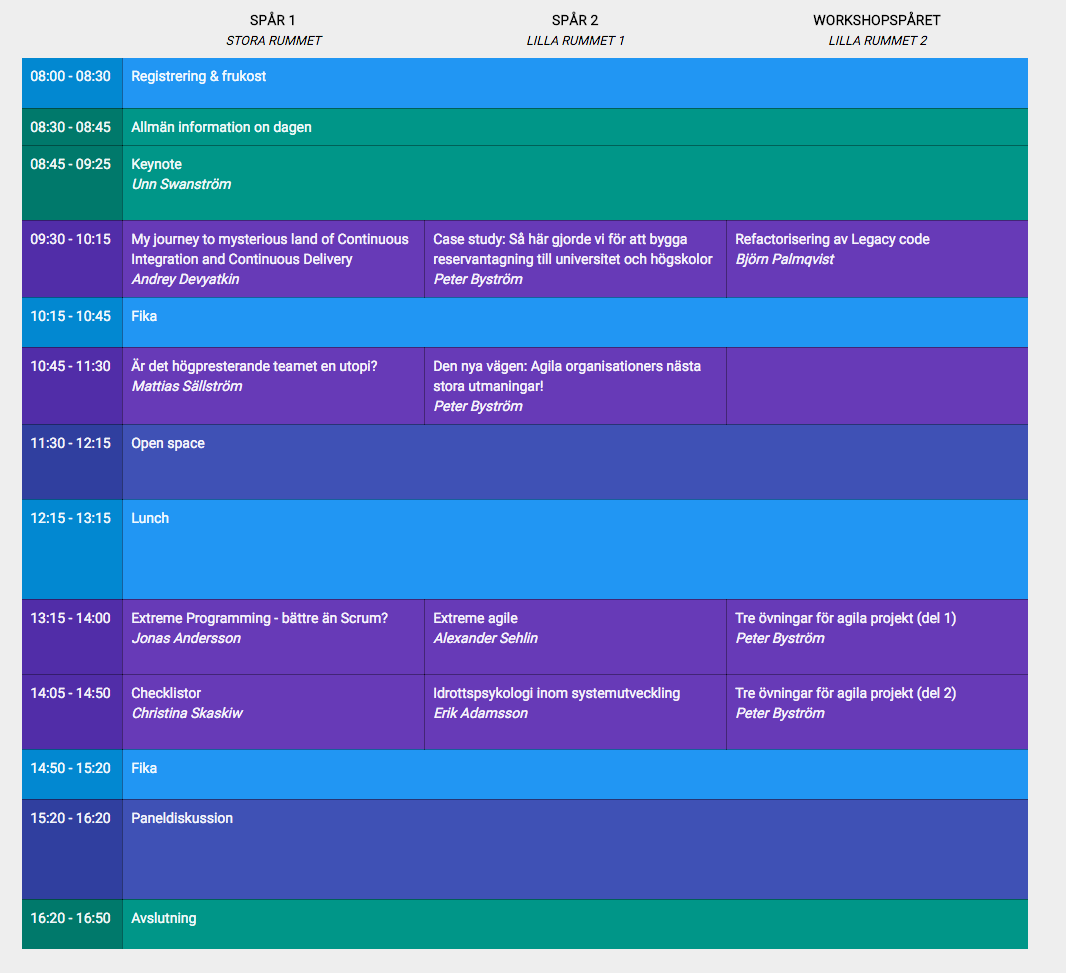 SPÅR 1
STORA RUMMET
SPÅR 2
LILLA RUMMET 1
WORKSHOPSPÅRET
LILLA RUMMET 2
08:00 - 08:30
Registrering & frukost
08:30 - 08:45
Allmän information on dagen
08:45 - 09:25
Keynote
Unn Swanström
09:30 - 10:15
My journey to mysterious land of Continuous
Integration and Continuous Delivery
Andrey Devyatkin
Case study: Så här gjorde vi för att bygga
reservantagning till universitet och högskolor
Peter Byström
Refactorisering av Legacy code
Björn Palmqvist
10:15 - 10:45
Fika
10:45 - 11:30
Är det högpresterande teamet en utopi?
Mattias Sällström
Den nya vägen: Agila organisationers nästa
stora utmaningar!
Peter Byström
11:30 - 12:15
Open space
12:15 - 13:15
Lunch
13:15 - 14:00
Extreme Programming - bättre än Scrum?
Jonas Andersson
Extreme agile
Alexander Sehlin
Tre övningar för agila projekt (del 1)
Peter Byström
14:05 - 14:50
Checklistor
Christina Skaskiw
Idrottspsykologi inom systemutveckling
Erik Adamsson
Tre övningar för agila projekt (del 2)
Peter Byström
14:50 - 15:20
Fika
15:20 - 16:20
Paneldiskussion
16:20 - 16:50
Avslutning